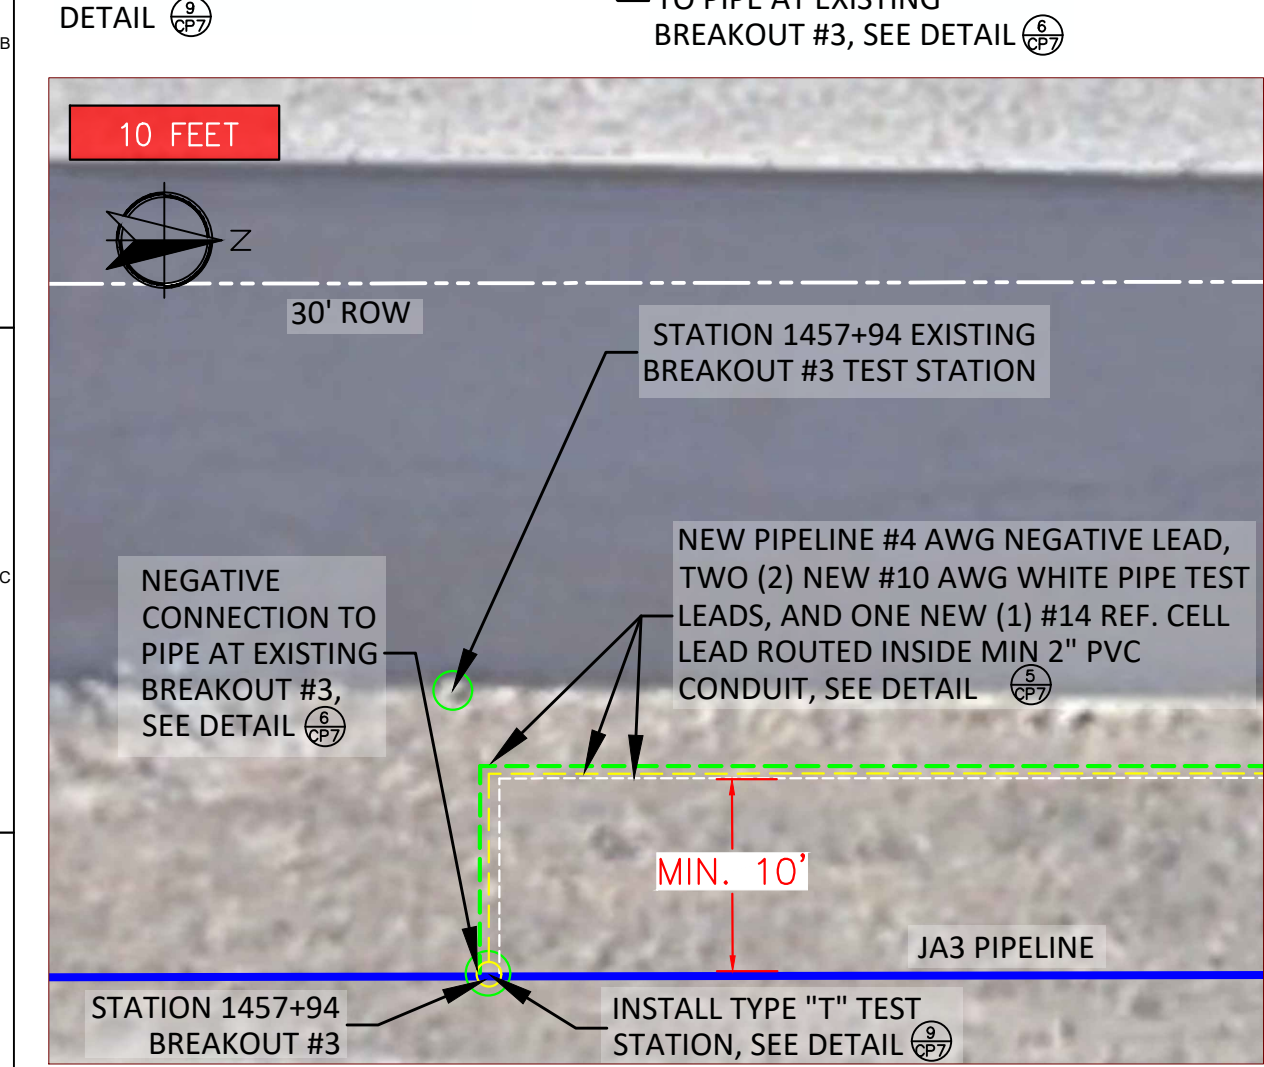 DETAIL 9 CP7
TO PIPE AT EXISTING
BREAKOUT #3, SEE DETAIL 6 CP7
B
10 FEET
Z
30' ROW
STATION 1457+94 EXISTING
BREAKOUT #3 TEST STATION
C
NEGATIVE
CONNECTION TO
PIPE AT EXISTING
BREAKOUT #3,
SEE DETAIL 6 CP7
NEW PIPELINE #4 AWG NEGATIVE LEAD,
TWO (2) NEW #10 AWG WHITE PIPE TEST
LEADS, AND ONE NEW (1) #14 REF. CELL
LEAD ROUTED INSIDE MIN 2" PVC
CONDUIT, SEE DETAIL 5 CP7
MIN. 10'
JA3 PIPELINE
STATION 1457+94
BREAKOUT #3
INSTALL TYPE "T" TEST
STATION, SEE DETAIL 9 CP7